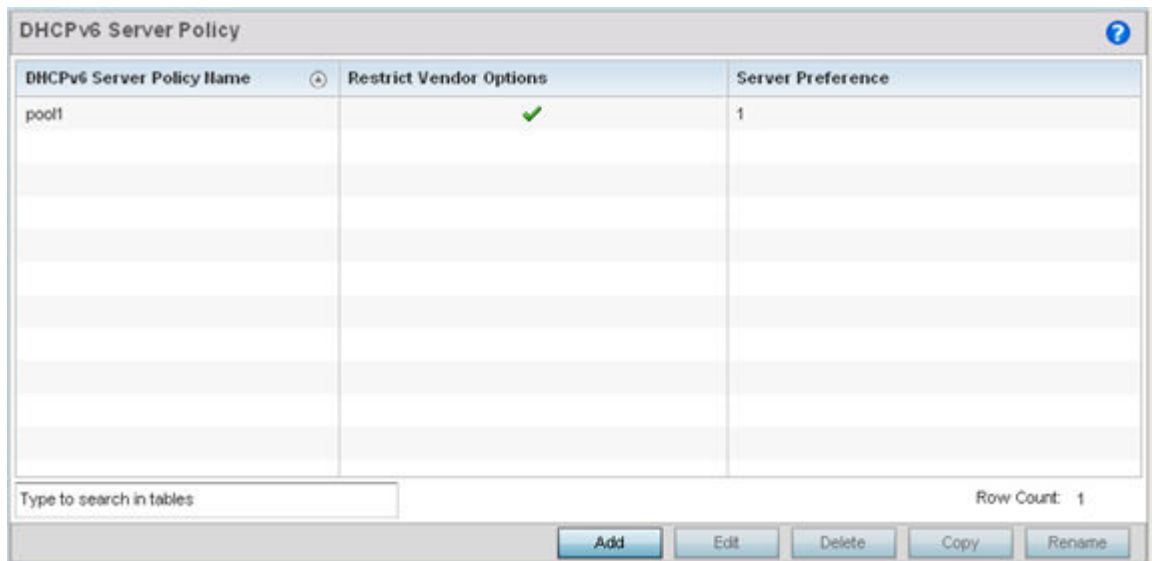 DHCPv6 Server Policy
?
DHCPv6 Server Policy Name Restrict Vendor Options Server Preference
pool1 1
Type to search in tables Row Count: 1
Add Edit Delete Copy Rename